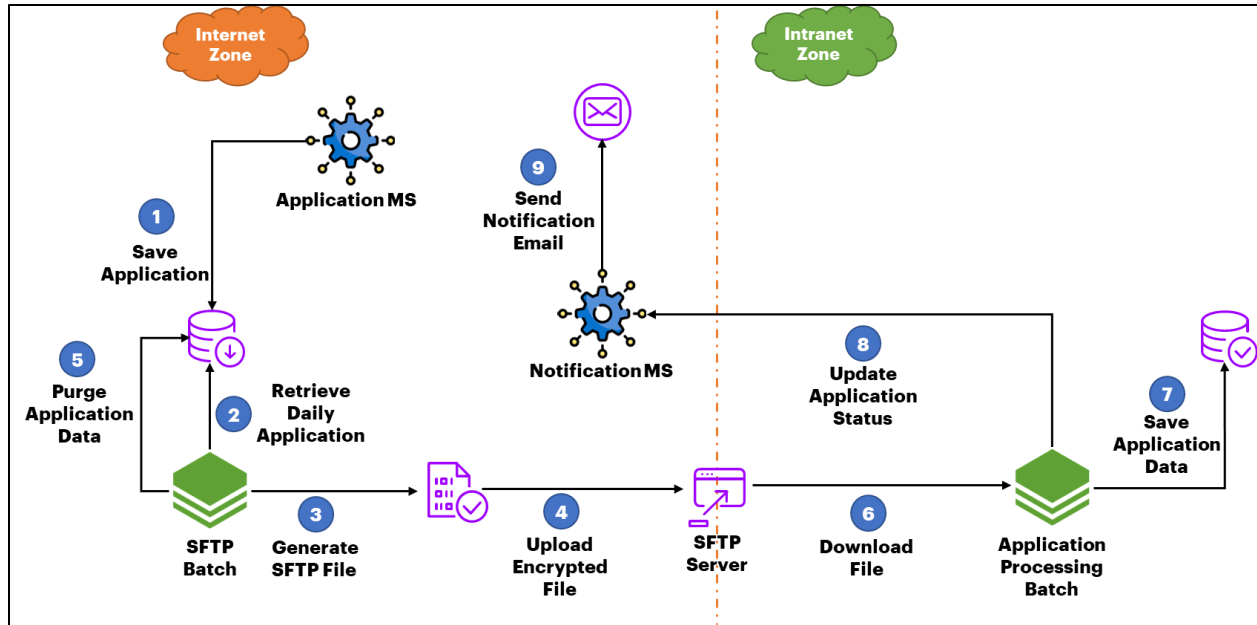 Internet
Zone
Intranet
Zone
Application MS
1
Save
Application
9
Send
Notification
Email
Notification MS
5
Purge
Application
Data
2
Retrieve
Daily
Application
8
Update
Application
Status
7
Save
Application
Data
SFTP
Batch
3
Generate
SFTP File
4
Upload
Encrypted
File
SFTP
Server
6
Download
File
Application
Processing
Batch